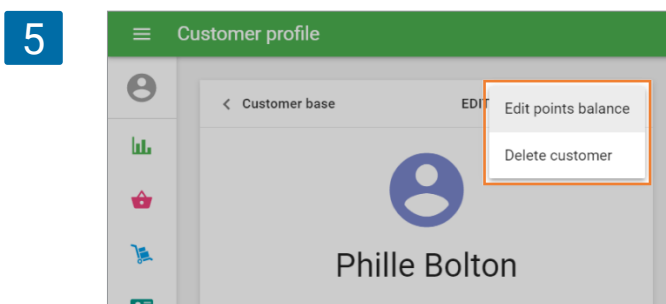 5
Customer profile
Customer base
EDIT
Edit points balance
Delete customer
Phille Bolton